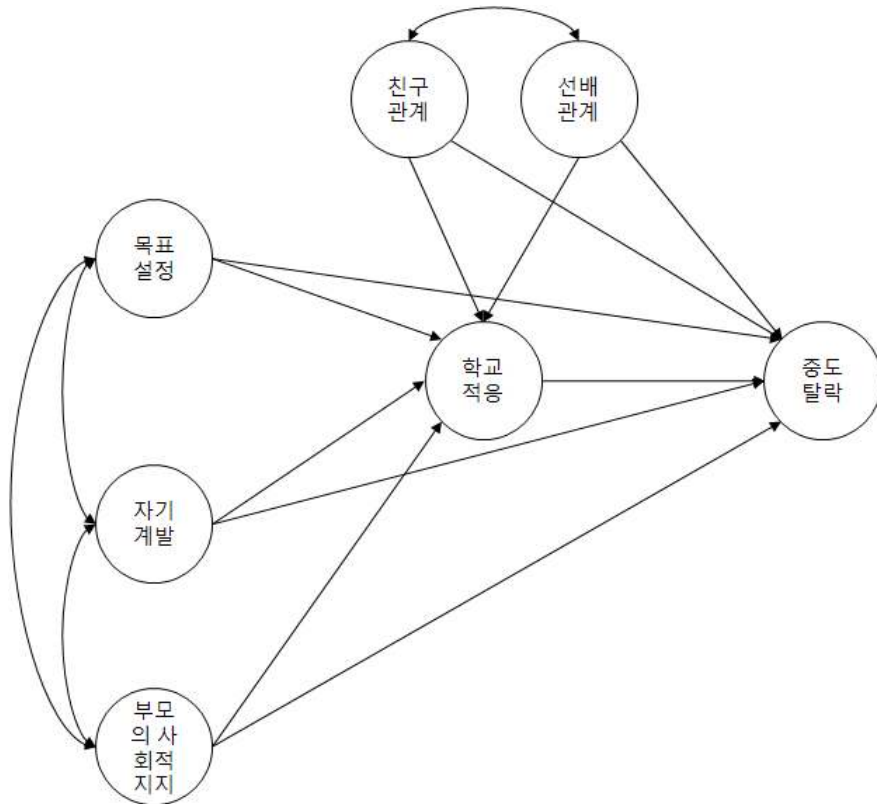 친구
관계
선배
관계
목표
설정
학교
적응
중도
탈락
자기
계발
부모
의 사
회적
지지